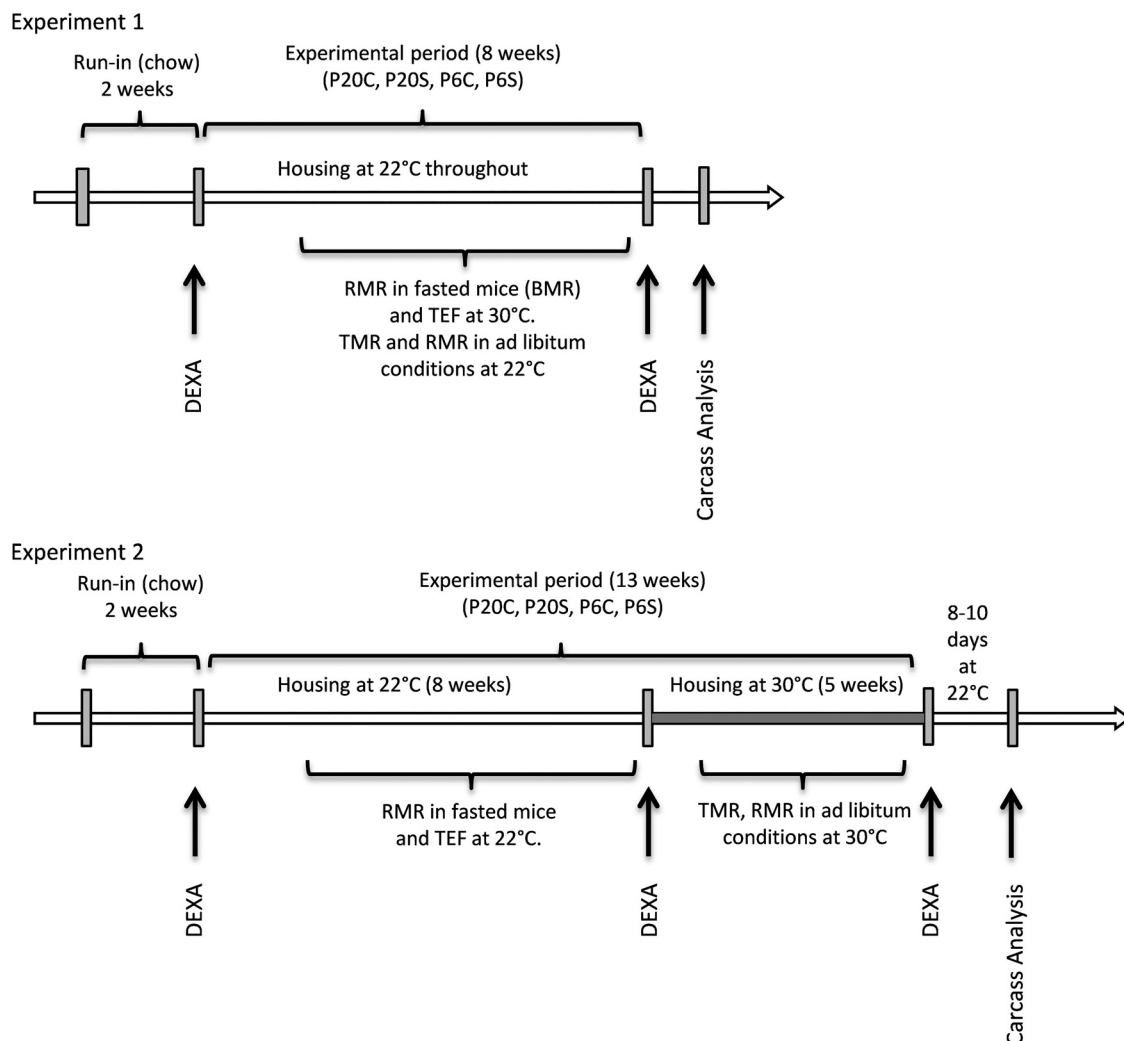 Experiment 1
Run-in (chow)
2 weeks
Experimental period (8 weeks)
(P20C, P20S, P6C, P6S)
Housing at 22°C throughout
RMR in fasted mice (BMR)
and TEF at 30°C.
TMR and RMR in ad libitum
conditions at 22°C
DEXA
DEXA
Carcass Analysis
Experiment 2
Run-in (chow)
2 weeks
Experimental period (13 weeks)
(P20C, P20S, P6C, P6S)
8-10
days
at
22°C
Housing at 22°C (8 weeks)
Housing at 30°C (5 weeks)
RMR in fasted mice
and TEF at 22°C.
TMR, RMR in ad libitum
conditions at 30°C
DEXA
DEXA
DEXA
Carcass Analysis